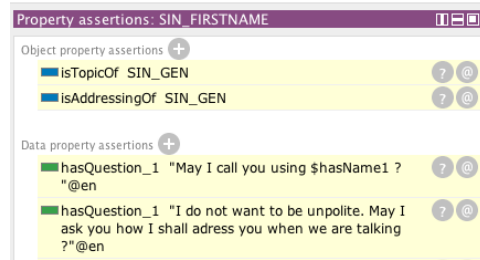 Property assertions: SIN_FIRSTNAME
Object property assertions
isTopicOf SIN_GEN
? @
isAddressingOf SIN_GEN
? @
Data property assertions
hasQuestion_1 "May I call you using $hasName1 ?
"@en
? @
hasQuestion_1 "I do not want to be unpolite. May I
ask you how I shall adress you when we are talking
?"@en
? @